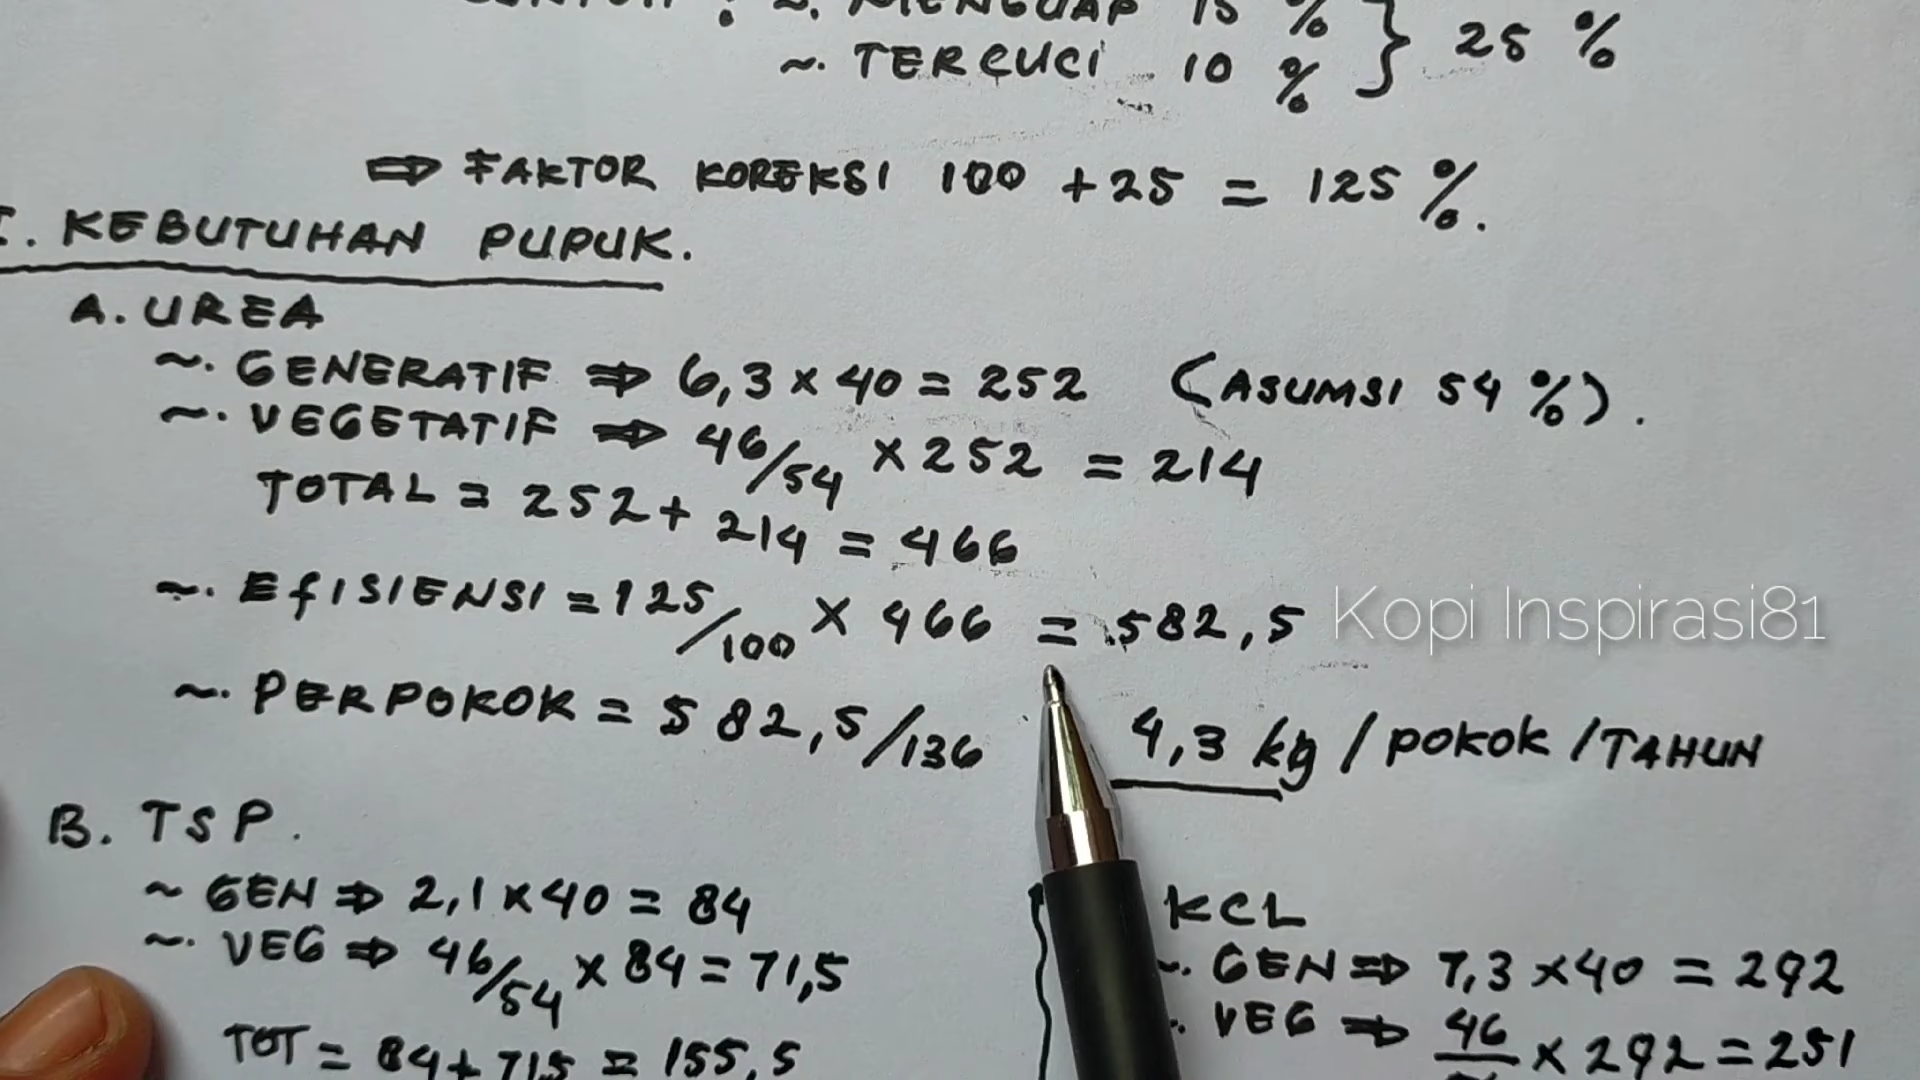 : ~. MENGUAP 15 %
~. TERCUCI 10 % } 25 %
⇒ FAKTOR KOREKSI 100 + 25 = 125 %.
I. KEBUTUHAN PUPUK.
A. UREA
~. GENERATIF ⇒ 6,3 x 40 = 252 (ASUMSI 54 %).
~. VEGETATIF ⇒ 46/54 x 252 = 214
TOTAL = 252 + 214 = 466
~. EfISIENSI = 125/100 x 466 = 582,5
Kopi Inspirasi81
~. PERPOKOK = 582,5/136 4,3 kg / POKOK / TAHUN
B. TSP.
~ GEN ⇒ 2,1 x 40 = 84
~. VEG ⇒ 46/54 x 84 = 71,5
TOT = 84 + 71,5 = 155,5
KCL
~. GEN ⇒ 7,3 x 40 = 292
~. VEG ⇒ 46 x 292 = 251